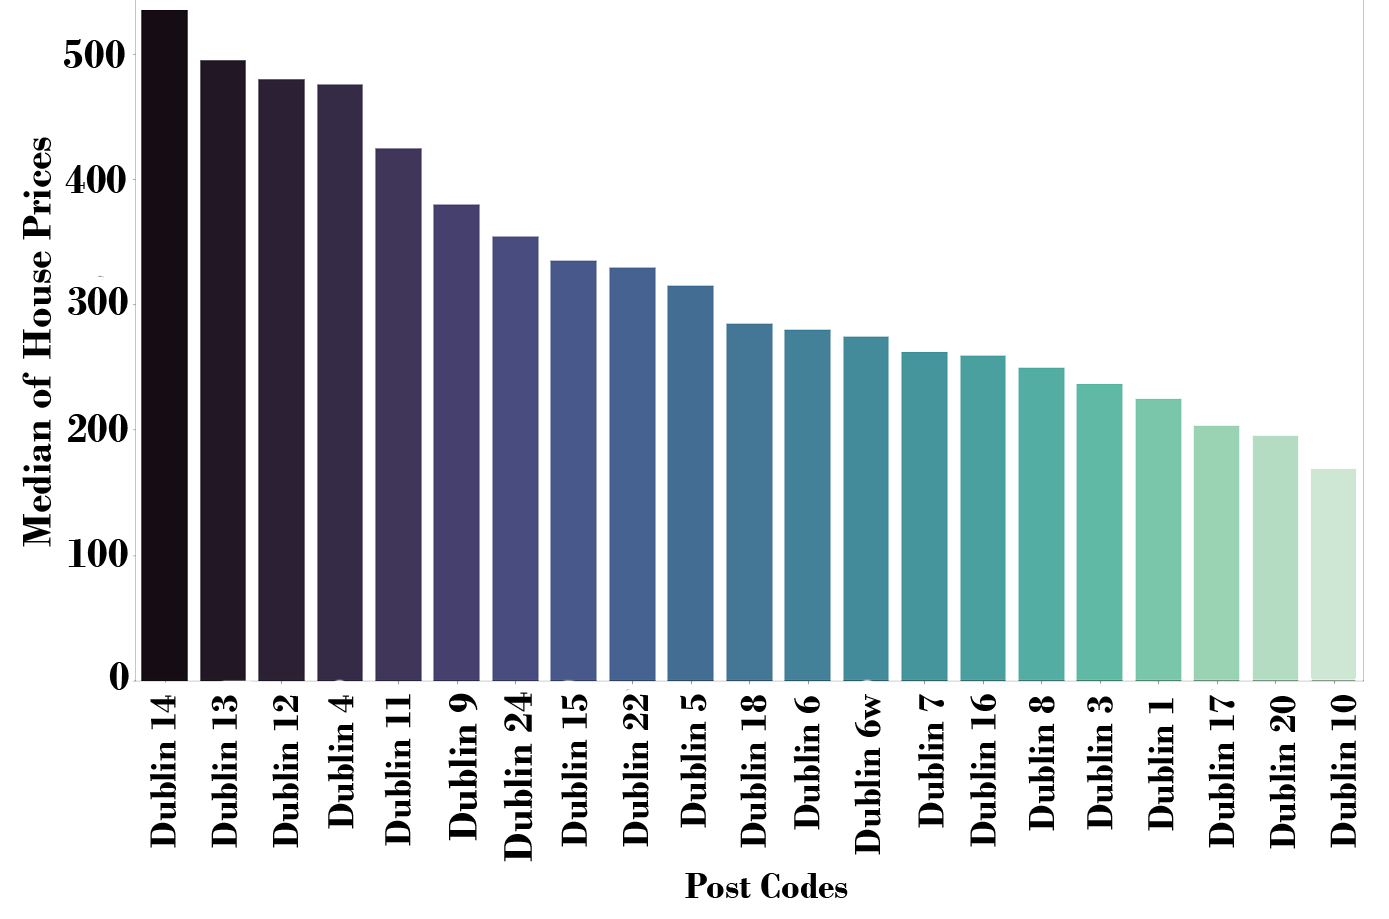 Median of House Prices
500
400
300
200
100
0
Dublin 14
Dublin 13
Dublin 12
Dublin 4
Dublin 11
Dublin 9
Dublin 24
Dublin 15
Dublin 22
Dublin 5
Dublin 18
Dublin 6
Dublin 6w
Dublin 7
Dublin 16
Dublin 8
Dublin 3
Dublin 1
Dublin 17
Dublin 20
Dublin 10
Post Codes